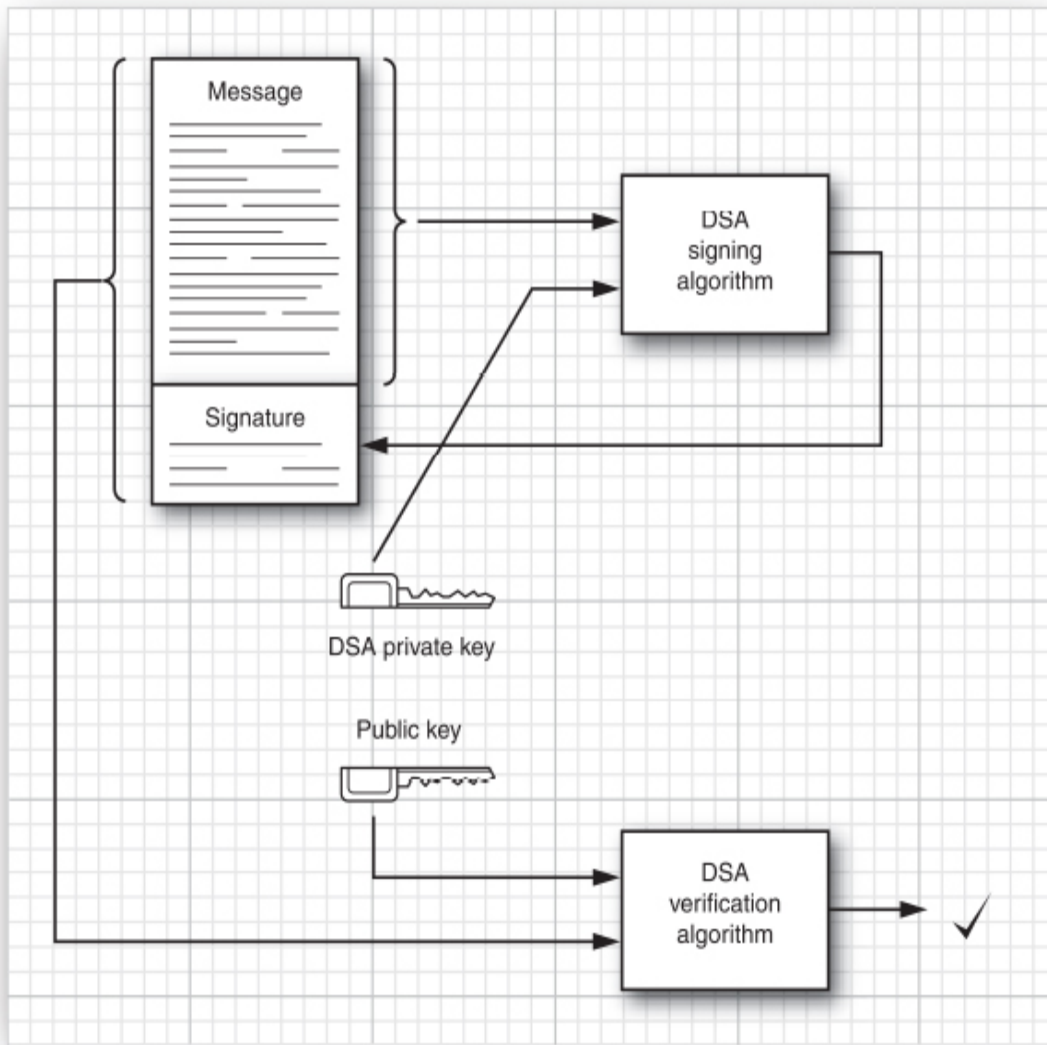 Message
DSA
signing
algorithm
Signature
DSA private key
Public key
DSA
verification
algorithm